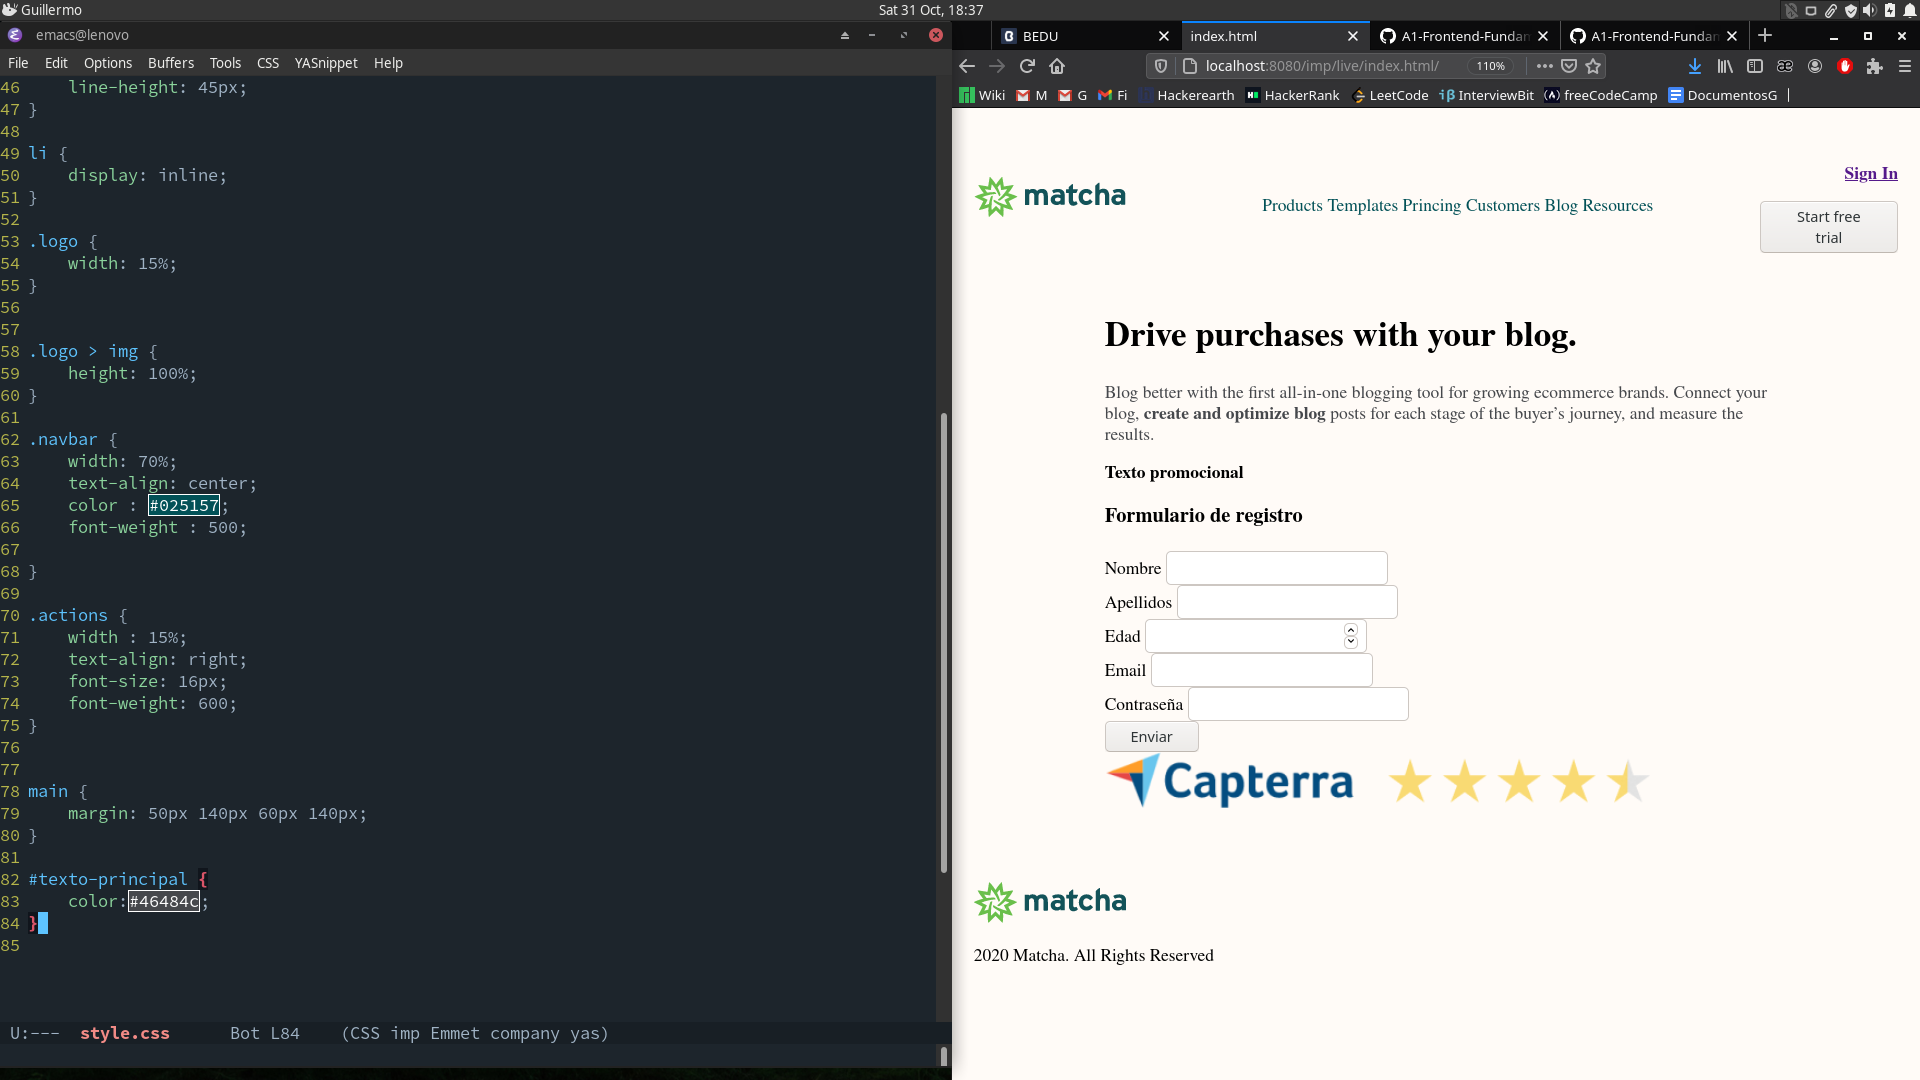 Guillermo
Sat 31 Oct, 18:37
emacs@lenovo
File Edit Options Buffers Tools CSS YASnippet Help
46 line-height: 45px;
47 }
48
49 li {
50 display: inline;
51 }
52
53 .logo {
54 width: 15%;
55 }
56
57
58 .logo > img {
59 height: 100%;
60 }
61
62 .navbar {
63 width: 70%;
64 text-align: center;
65 color : #025157;
66 font-weight : 500;
67
68 }
69
70 .actions {
71 width : 15%;
72 text-align: right;
73 font-size: 16px;
74 font-weight: 600;
75 }
76
77
78 main {
79 margin: 50px 140px 60px 140px;
80 }
81
82 #texto-principal {
83 color:#46484c;
84 }
85
U:--- style.css Bot L84 (CSS imp Emmet company yas)
BEDU
index.html
A1-Frontend-Fundam
A1-Frontend-Fundam
localhost:8080/imp/live/index.html/
110%
Wiki M G Fi Hackerearth HackerRank LeetCode InterviewBit freeCodeCamp DocumentosG
matcha
Products Templates Princing Customers Blog Resources
Sign In
Start free
trial
Drive purchases with your blog.
Blog better with the first all-in-one blogging tool for growing ecommerce brands. Connect your
blog, create and optimize blog posts for each stage of the buyer’s journey, and measure the
results.
Texto promocional
Formulario de registro
Nombre
Apellidos
Edad
Email
Contraseña
Enviar
Capterra
matcha
2020 Matcha. All Rights Reserved